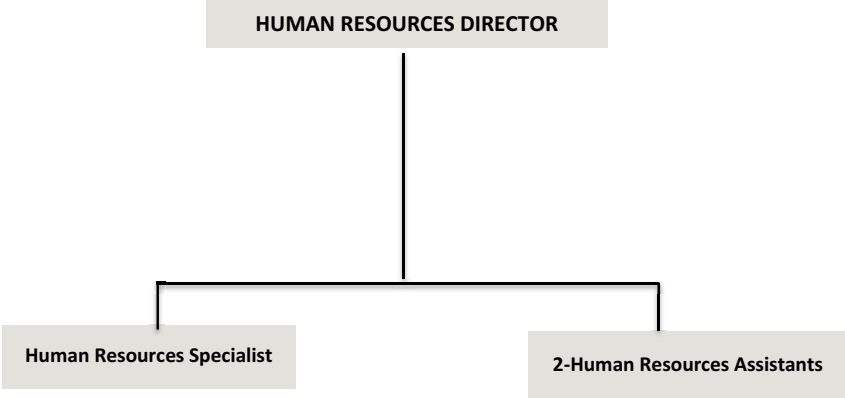 HUMAN RESOURCES DIRECTOR
Human Resources Specialist
2-Human Resources Assistants